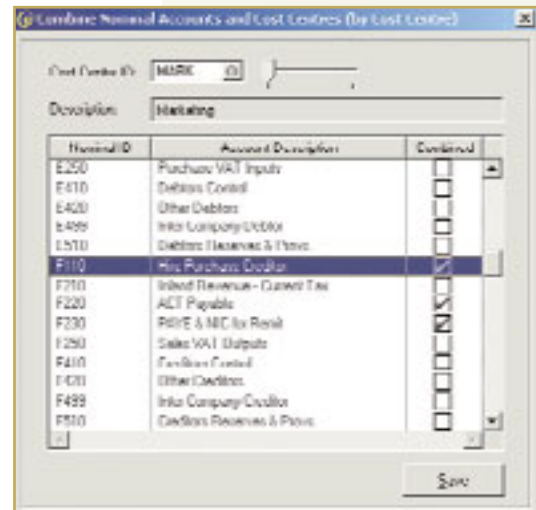 Combine Nominal Accounts and Cost Centres (by Cost Centre)
Cost Centre ID: MARK
Description: Marketing
Nominal ID Account Description Combined
E250 Purchase VAT Inputs
E410 Debtors Control
E420 Other Debtors
E499 Inter Company Debtor
E510 Debtors Reserves & Provs.
F110 Hire Purchase Creditor
F210 Inland Revenue - Current Tax
F220 ACT Payable
F230 PAYE & NIC to Remit
F250 Sales VAT Outputs
F410 Creditors Control
F420 Other Creditors
F499 Inter Company Creditor
F510 Creditors Reserves & Provs.
Save